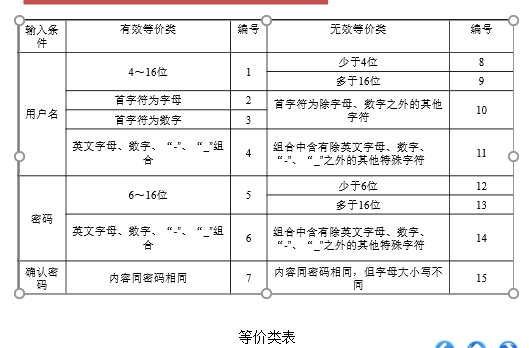 输入条件 有效等价类 编号 无效等价类 编号
用户名 4～16位 1 少于4位 8
多于16位 9
首字符为字母 2 首字符为除字母、数字之外的其他字符 10
首字符为数字 3
英文字母、数字、“-”、“_”组合 4 组合中含有除英文字母、数字、“-”、“_”之外的其他特殊字符 11
密码 6～16位 5 少于6位 12
多于16位 13
英文字母、数字、“-”、“_”组合 6 组合中含有除英文字母、数字、“-”、“_”之外的其他特殊字符 14
确认密码 内容同密码相同 7 内容同密码相同，但字母大小写不同 15
等价类表